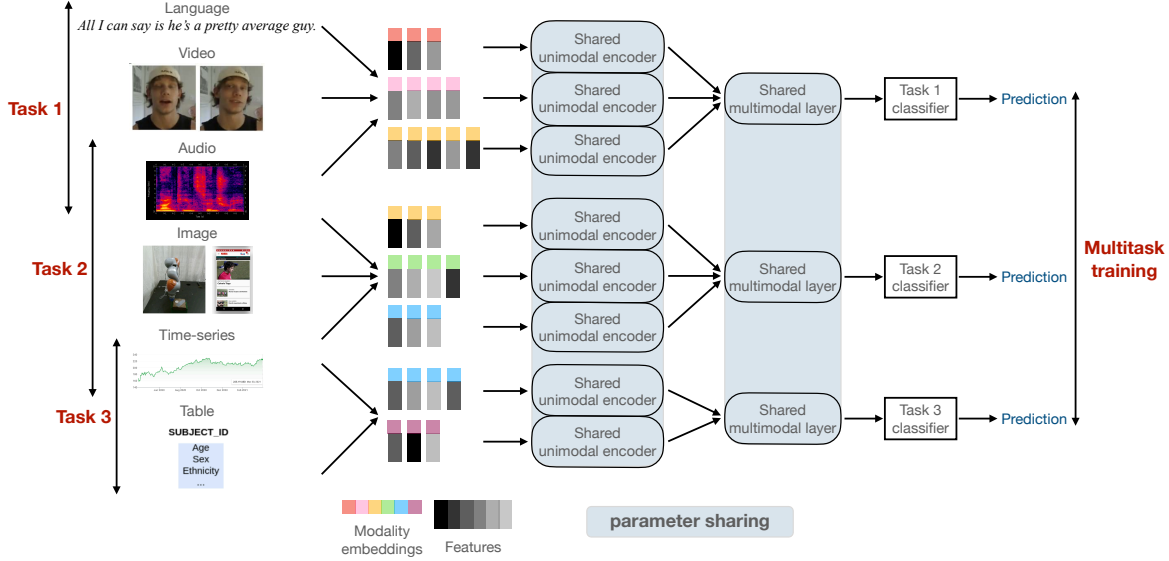 Language
All I can say is he's a pretty average guy.
Video
Task 1
Audio
Image
Task 2
Time-series
Task 3
Table
SUBJECT_ID
Age
Sex
Ethnicity
...
Shared
unimodal encoder
Shared
unimodal encoder
Shared
unimodal encoder
Shared
unimodal encoder
Shared
unimodal encoder
Shared
unimodal encoder
Shared
unimodal encoder
Shared
unimodal encoder
Shared
multimodal layer
Shared
multimodal layer
Shared
multimodal layer
Task 1
classifier
Task 2
classifier
Task 3
classifier
Prediction
Prediction
Prediction
Multitask
training
Modality
embeddings
Features
parameter sharing